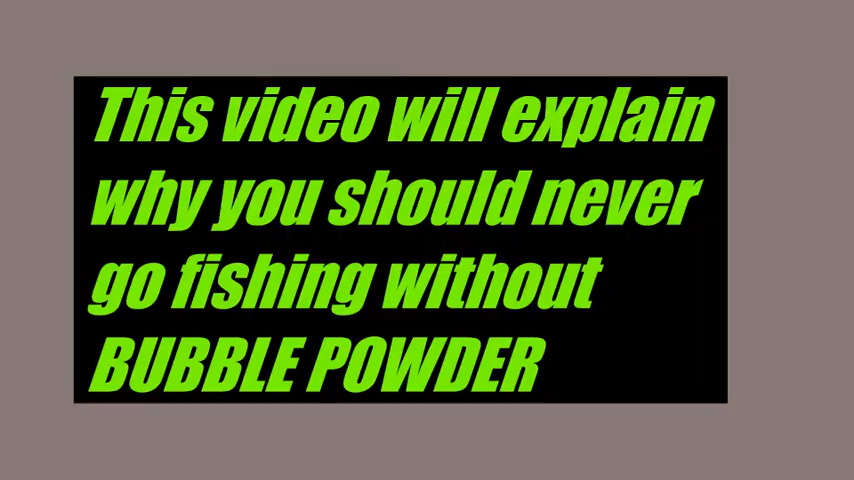 This video will explain
why you should never
go fishing without
BUBBLE POWDER